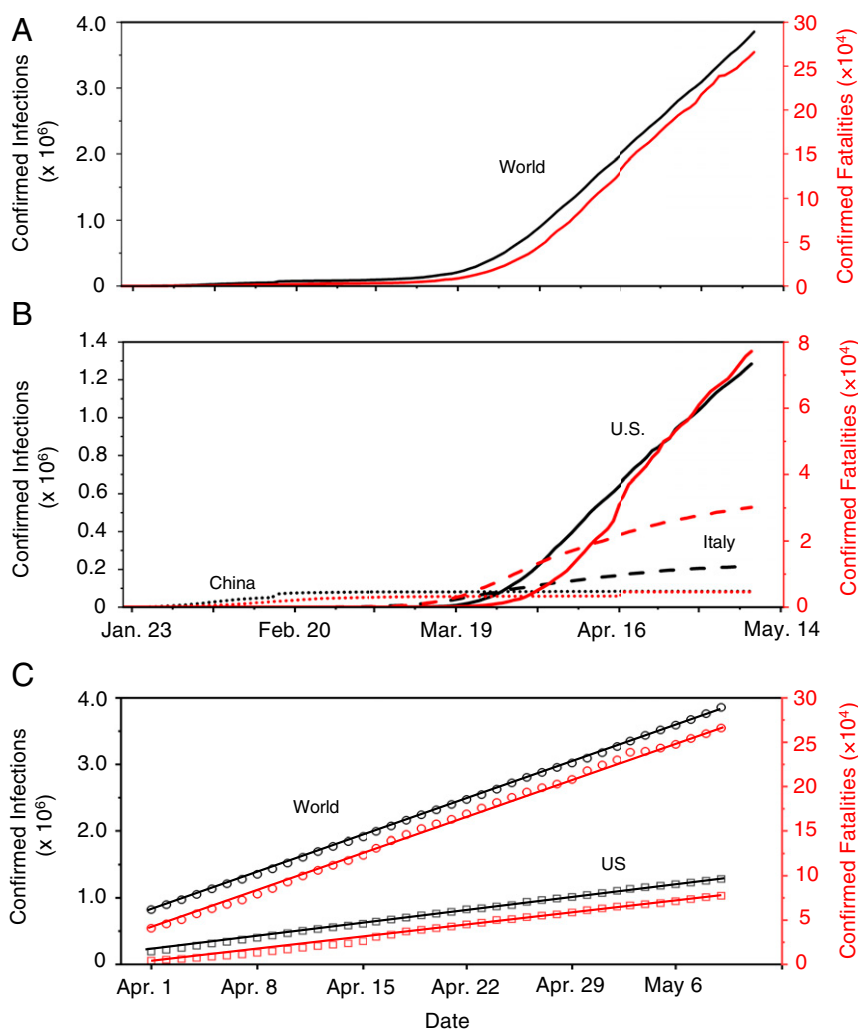 A
Confirmed Infections
(x 10⁶)
4.0
3.0
2.0
1.0
0
World
30
25
20
15
10
5
0
Confirmed Fatalities (×10⁴)
B
Confirmed Infections
(x 10⁶)
1.4
1.2
1.0
0.8
0.6
0.4
0.2
0
U.S.
Italy
China
8
6
4
2
0
Confirmed Fatalities (×10⁴)
Jan. 23
Feb. 20
Mar. 19
Apr. 16
May. 14
C
Confirmed Infections
(x 10⁶)
4.0
3.0
2.0
1.0
0
World
US
30
25
20
15
10
5
0
Confirmed Fatalities (×10⁴)
Apr. 1
Apr. 8
Apr. 15
Apr. 22
Apr. 29
May 6
Date